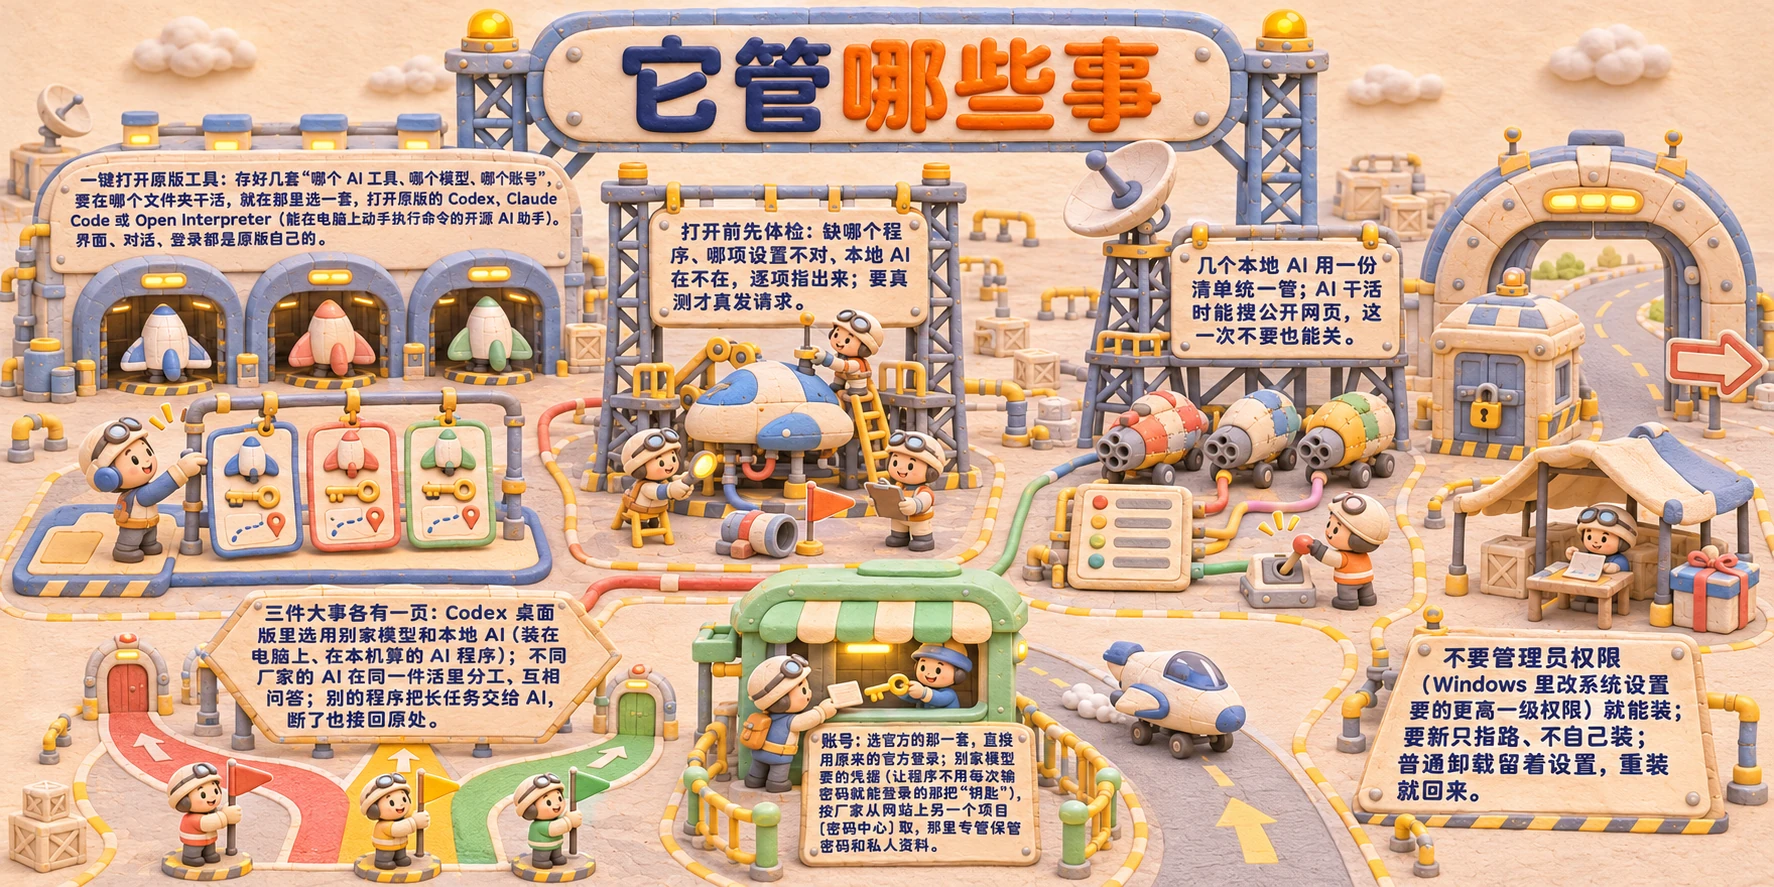 它管哪些事
一键打开原版工具：存好几套“哪个 AI 工具、哪个模型、哪个账号”，
要在哪个文件夹干活，就在那里选一套，打开原版的 Codex、Claude
Code 或 Open Interpreter（能在电脑上动手执行命令的开源 AI 助手）。
界面、对话、登录都是原版自己的。
打开前先体检：缺哪个程
序、哪项设置不对、本地 AI
在不在，逐项指出来；要真
测才真发请求。
几个本地 AI 用一份
清单统一管；AI 干活
时能搜公开网页，这
一次不要也能关。
三件大事各有一页：Codex 桌面
版里选用别家模型和本地 AI（装在
电脑上、在本机算的 AI 程序）；不同
厂家的 AI 在同一件活里分工，互相
问答；别的程序把长任务交给 AI，
断了也接回原处。
账号：选官方的那一套，直接
用原来的官方登录；别家模型
要的凭据（让程序不用每次输
密码就能登录的那把“钥匙”），
按厂家从网站上另一个项目
［密码中心］取，那里专管保管
密码和私人资料。
不要管理员权限
（Windows 里改系统设置
要的更高一级权限）就能装；
要新只指路、不自己装；
普通卸载留着设置，重装
就回来。